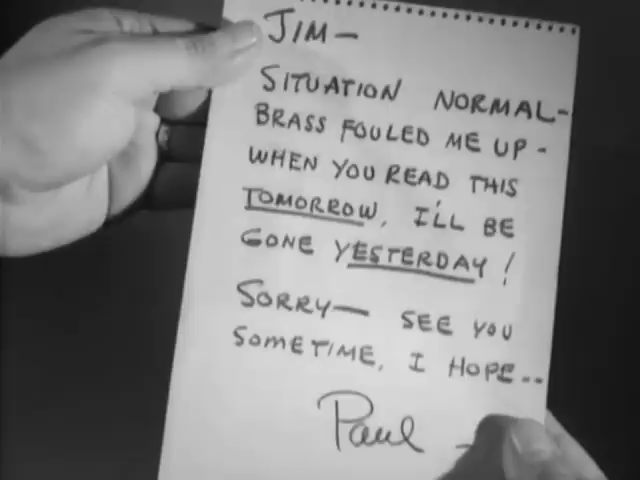 JIM—
SITUATION NORMAL-
BRASS FOULED ME UP -
WHEN YOU READ THIS
TOMORROW, I'LL BE
GONE YESTERDAY!
SORRY— SEE YOU
SOMETIME, I HOPE--
Paul